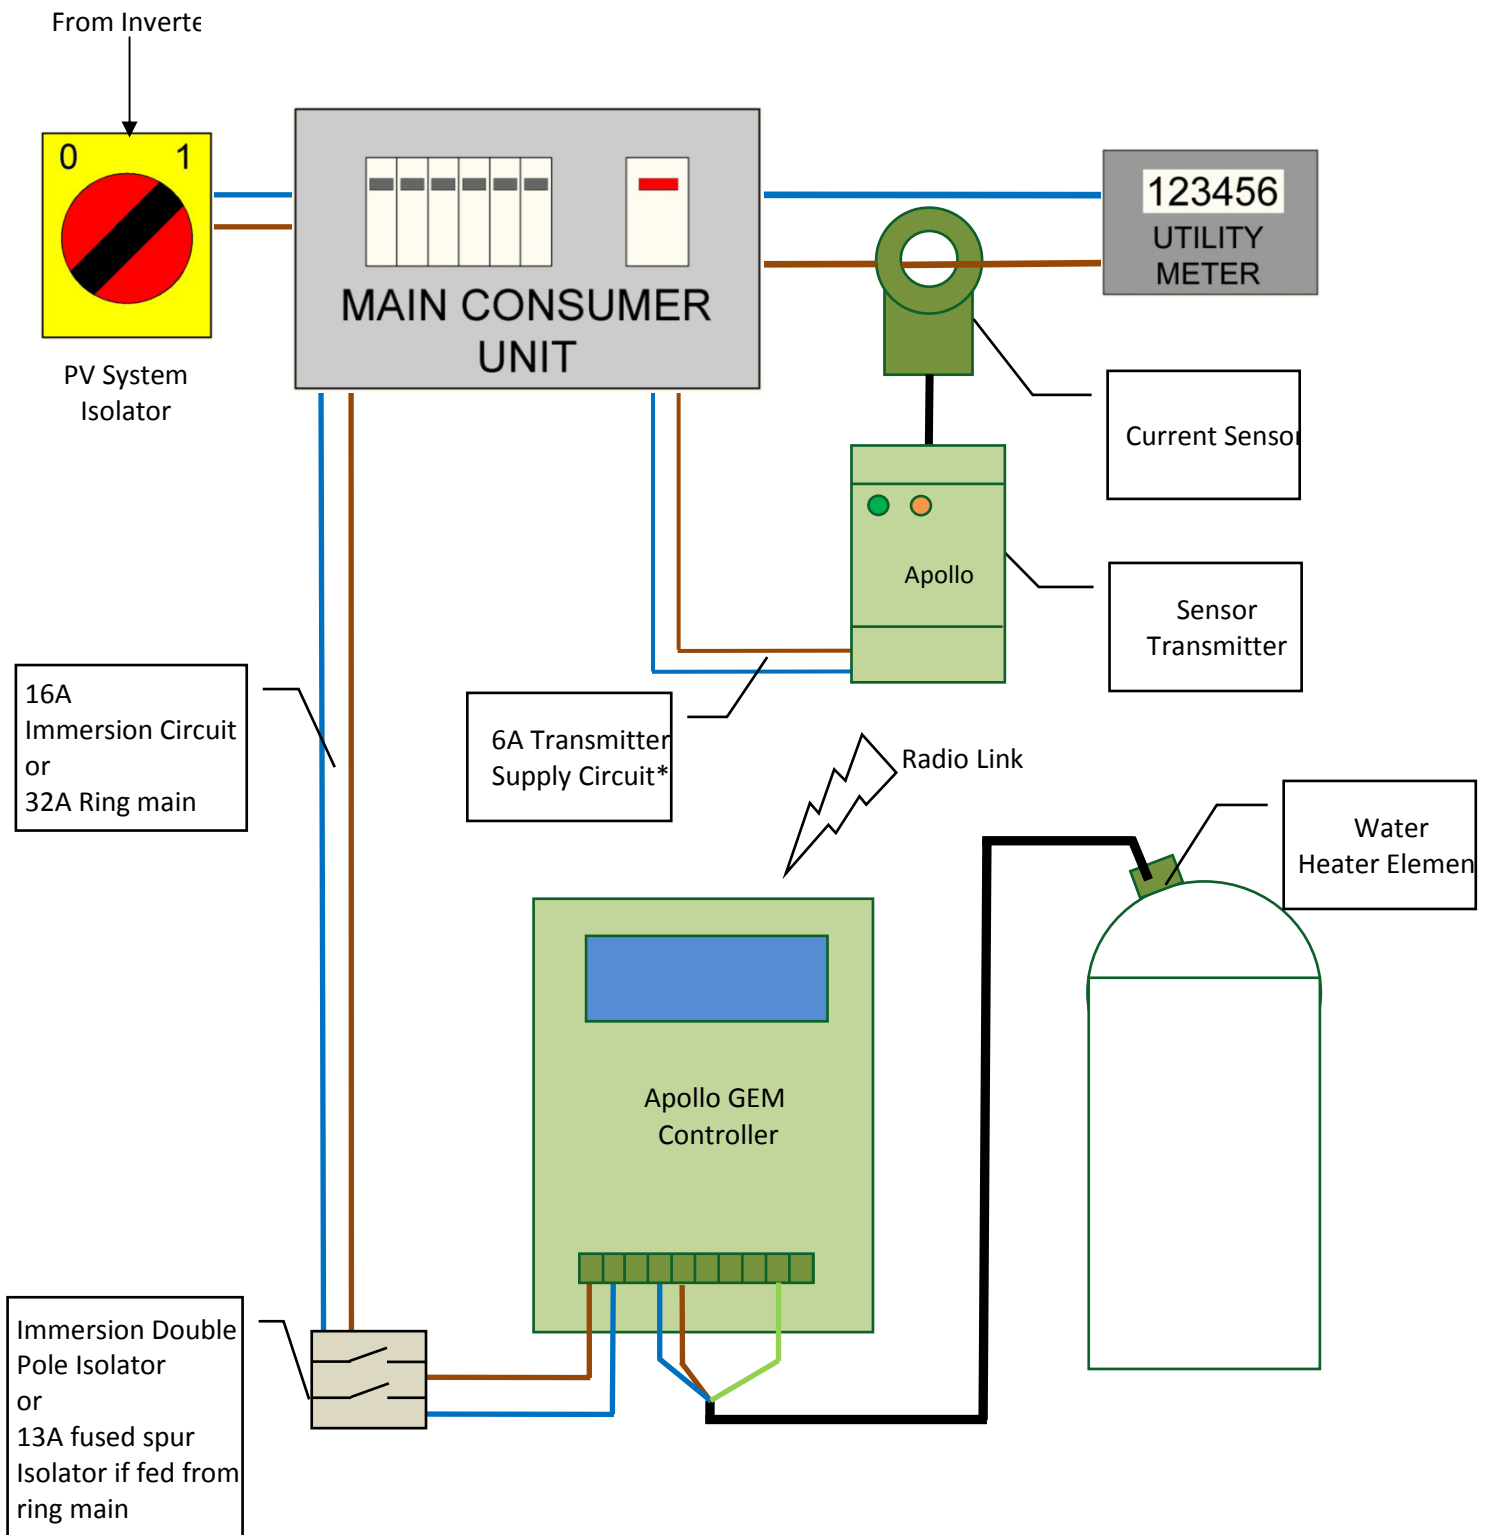 From Inverte
0 1
PV System
Isolator
MAIN CONSUMER
UNIT
123456
UTILITY
METER
Current Sensor
Apollo
Sensor
Transmitter
16A
Immersion Circuit
or
32A Ring main
6A Transmitter
Supply Circuit*
Radio Link
Water
Heater Elemen
Apollo GEM
Controller
Immersion Double
Pole Isolator
or
13A fused spur
Isolator if fed from
ring main